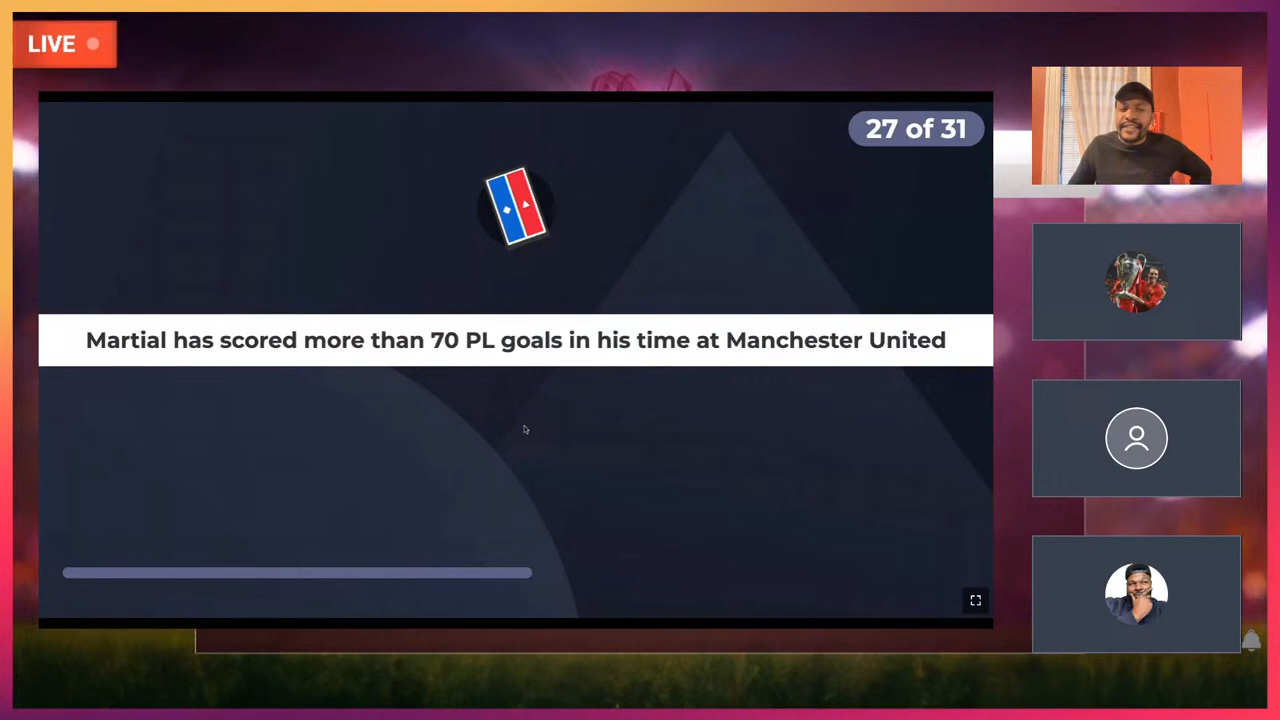 LIVE
27 of 31
Martial has scored more than 70 PL goals in his time at Manchester United